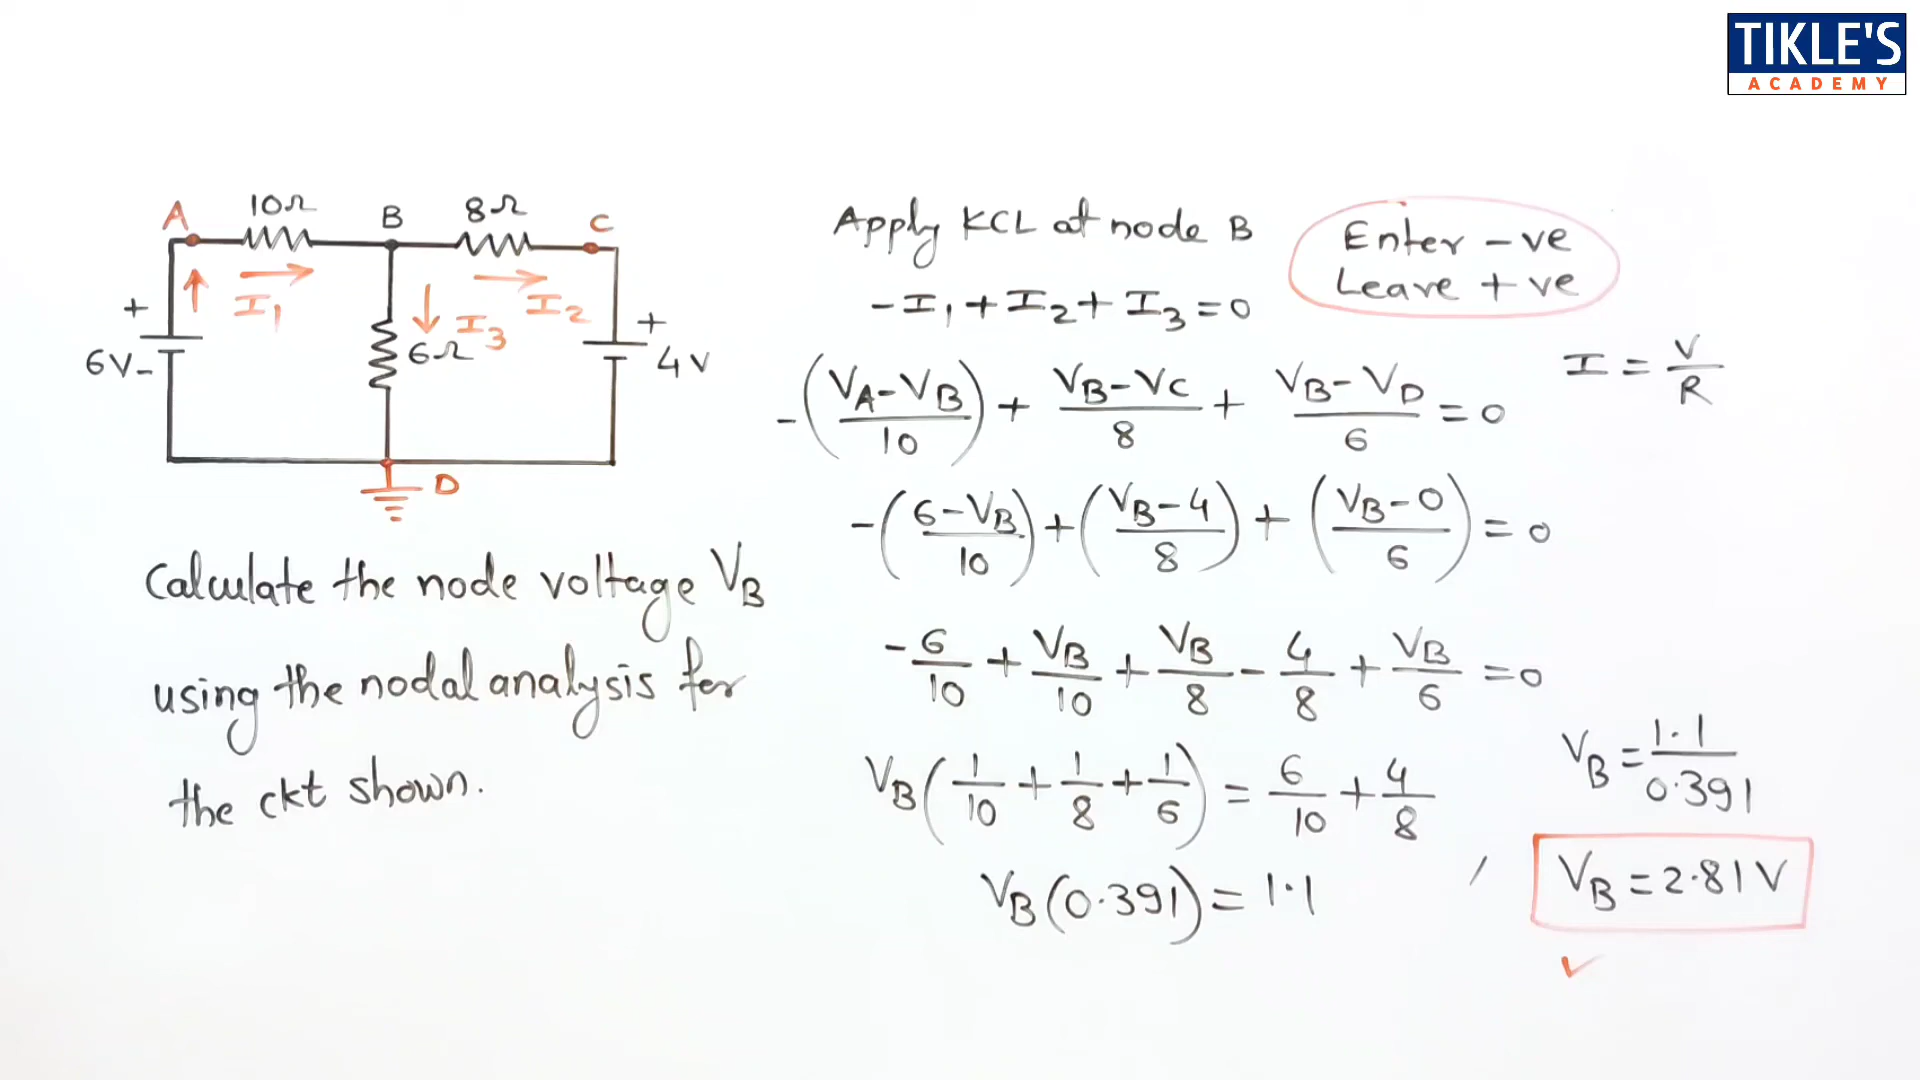 TIKLE'S
ACADEMY
A
10Ω
B
8Ω
C
I₁
I₂
I₃
+
6V-
6Ω
+
4V
D
Calculate the node voltage VB
using the nodal analysis for
the ckt shown.
Apply KCL at node B
Enter -ve
Leave +ve
-I₁+I₂+I₃=0
I = V/R
-((VA-VB)/10) + (VB-VC)/8 + (VB-VD)/6 = 0
-((6-VB)/10)+((VB-4)/8)+((VB-0)/6)=0
-6/10+VB/10+VB/8-4/8+VB/6=0
VB(1/10+1/8+1/6)=6/10+4/8
VB(0.391)=1.1
VB=1.1/0.391
VB=2.81V